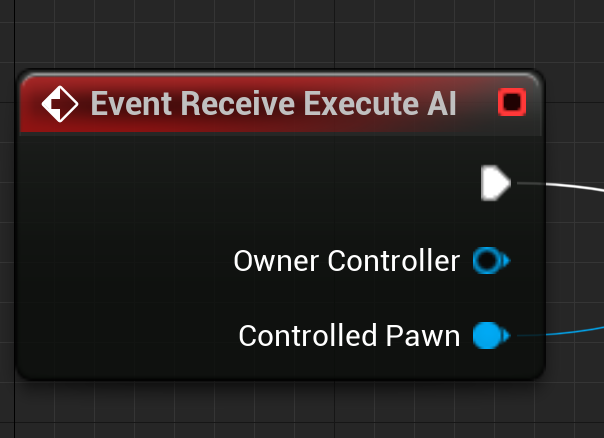 Event Receive Execute AI
Owner Controller
Controlled Pawn